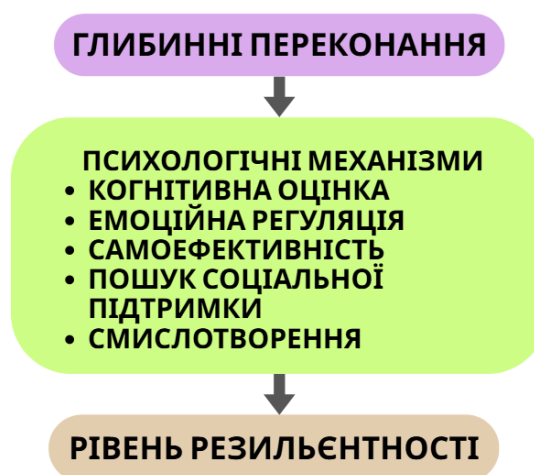 ГЛИБИННІ ПЕРЕКОНАННЯ
ПСИХОЛОГІЧНІ МЕХАНІЗМИ
• КОГНІТИВНА ОЦІНКА
• ЕМОЦІЙНА РЕГУЛЯЦІЯ
• САМОЕФЕКТИВНІСТЬ
• ПОШУК СОЦІАЛЬНОЇ
ПІДТРИМКИ
• СМИСЛОТВОРЕННЯ
РІВЕНЬ РЕЗИЛЬЄНТНОСТІ